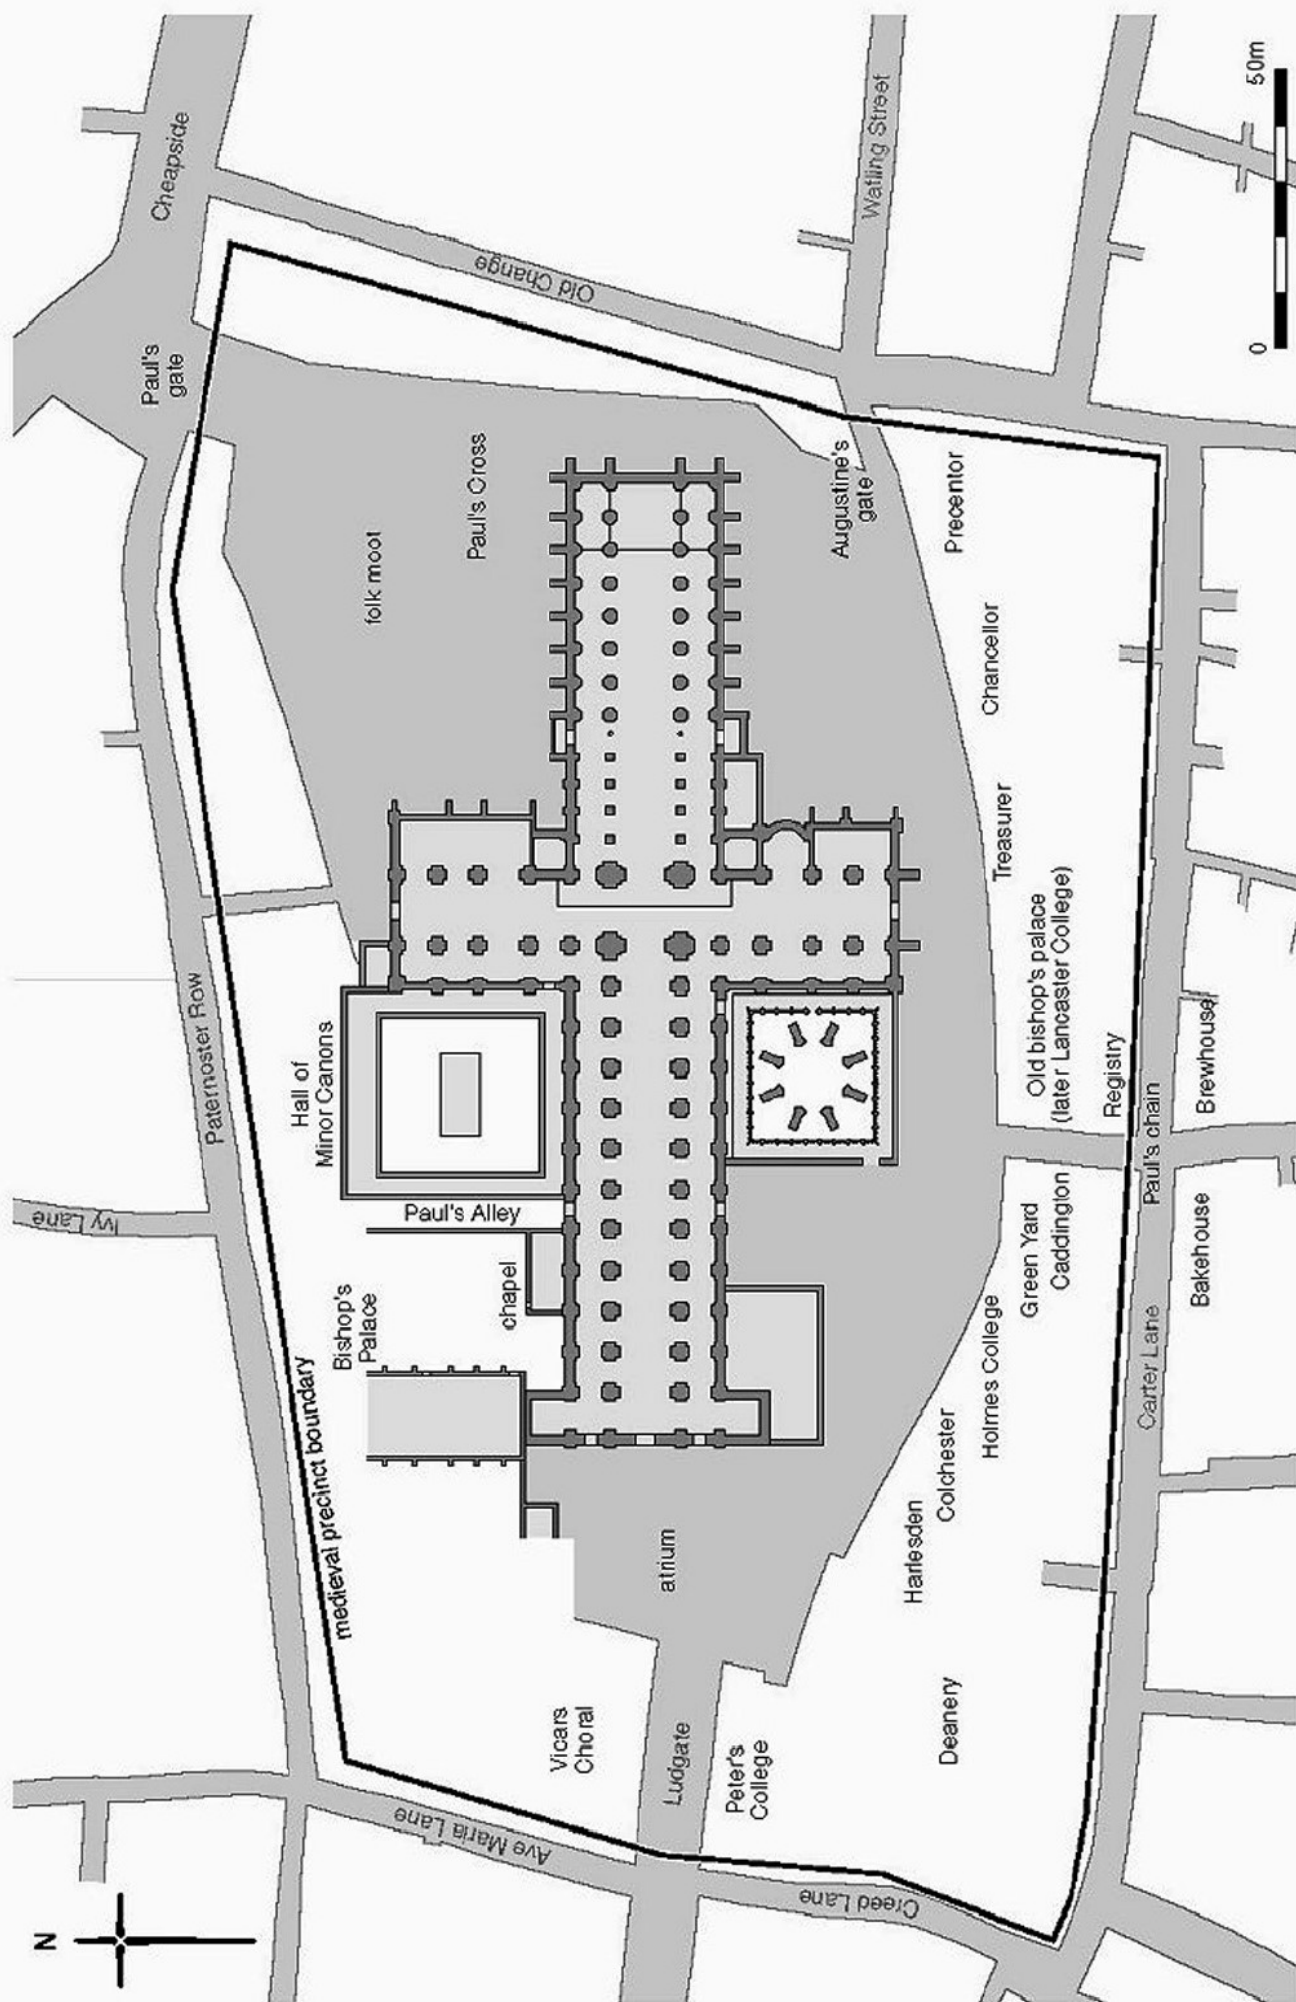 N
Cheapside
Paul's
gate
Old Change
Watling Street
50m
0
Paul's Cross
folk moot
Augustine's
gate
Precentor
Chancellor
Treasurer
Old bishop's palace
(later Lancaster College)
Registry
Paternoster Row
Hall of
Minor Canons
Ivy Lane
Paul's Alley
Bishop's
Palace
chapel
medieval precinct boundary
Brewhouse
Paul's chain
Bakehouse
Green Yard
Caddington
Carter Lane
Holmes College
Colchester
Harlesden
atrium
Vicars
Choral
Ludgate
Peter's
College
Deanery
Ave Maria Lane
Creed Lane